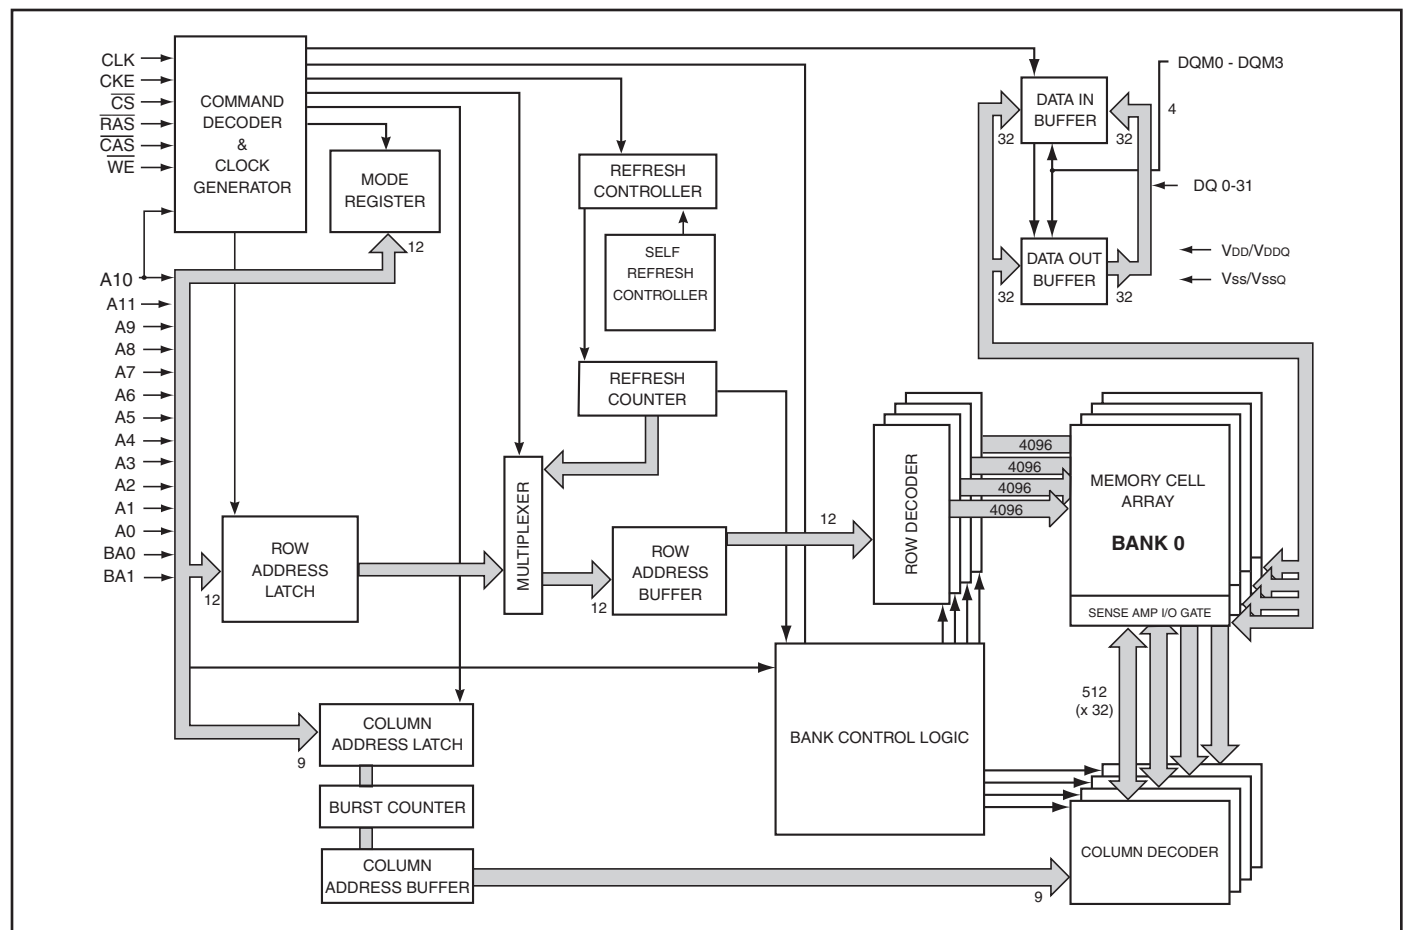 CLK
CKE
CS
RAS
CAS
WE
A10
A11
A9
A8
A7
A6
A5
A4
A3
A2
A1
A0
BA0
BA1
COMMAND
DECODER
&
CLOCK
GENERATOR
MODE
REGISTER
12
REFRESH
CONTROLLER
SELF
REFRESH
CONTROLLER
REFRESH
COUNTER
DATA IN
BUFFER
32
32
DQM0 - DQM3
4
DQ 0-31
DATA OUT
BUFFER
32
32
VDD/VDDQ
VSS/VSSQ
ROW
ADDRESS
LATCH
12
MULTIPLEXER
12
ROW
ADDRESS
BUFFER
12
ROW DECODER
4096
4096
4096
4096
MEMORY CELL
ARRAY
BANK 0
SENSE AMP I/O GATE
512
(x 32)
BANK CONTROL LOGIC
COLUMN
ADDRESS LATCH
9
BURST COUNTER
COLUMN
ADDRESS BUFFER
9
COLUMN DECODER